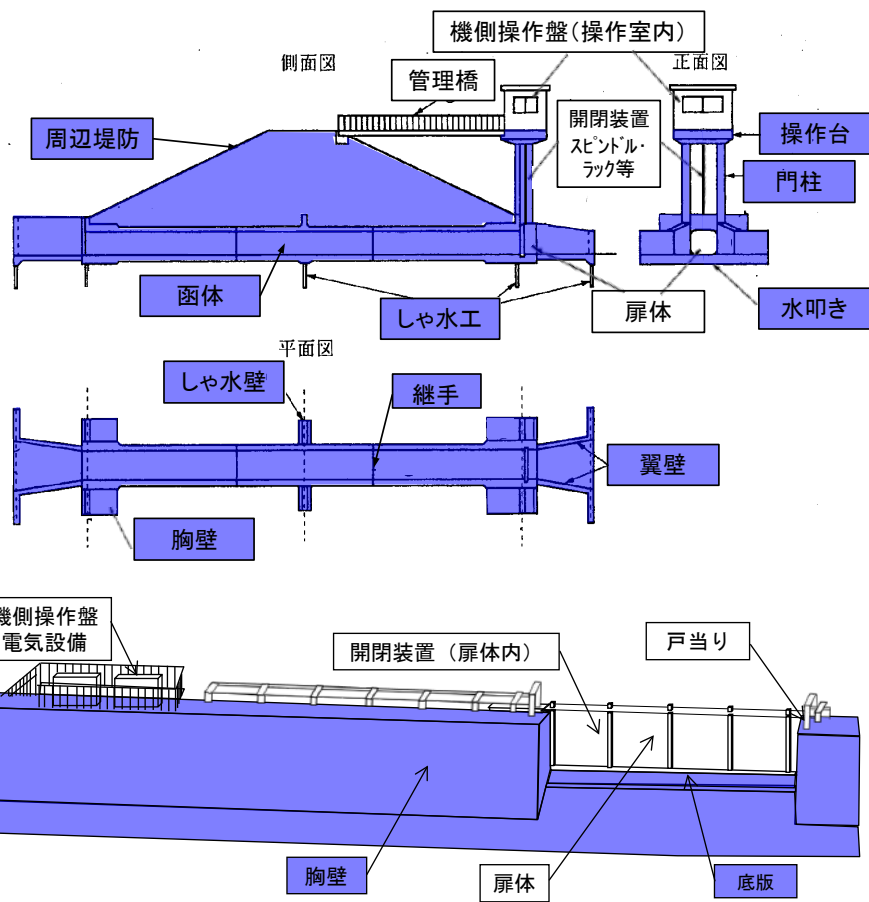 機側操作盤(操作室内)
側面図
正面図
管理橋
開閉装置
スピンドル・
ラック等
周辺堤防
操作台
門柱
函体
しゃ水工
扉体
水叩き
平面図
しゃ水壁
継手
翼壁
胸壁
機側操作盤
電気設備
開閉装置(扉体内)
戸当り
胸壁
扉体
底版